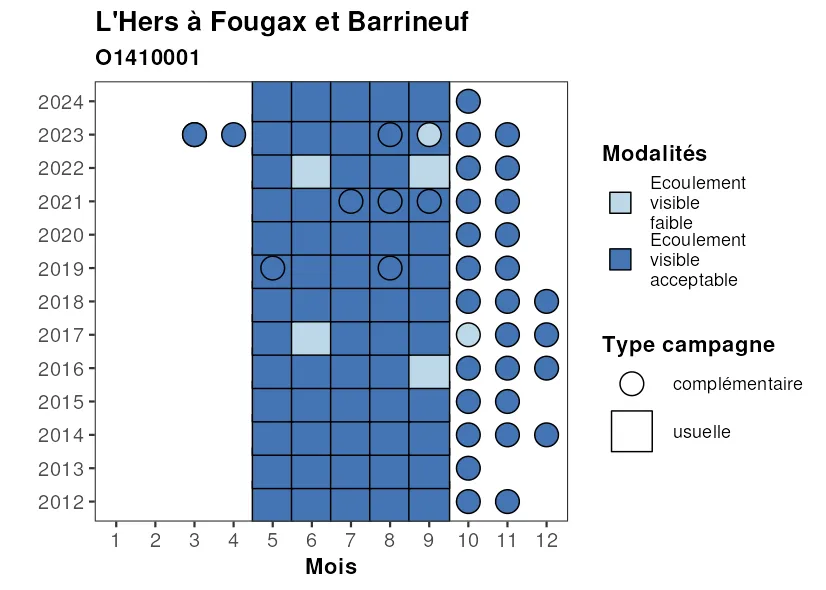 L'Hers à Fougax et Barrineuf
O1410001
2024
2023
2022
2021
2020
2019
2018
2017
2016
2015
2014
2013
2012
1 2 3 4 5 6 7 8 9 10 11 12
Mois
Modalités
Ecoulement
visible
faible
Ecoulement
visible
acceptable
Type campagne
complémentaire
usuelle